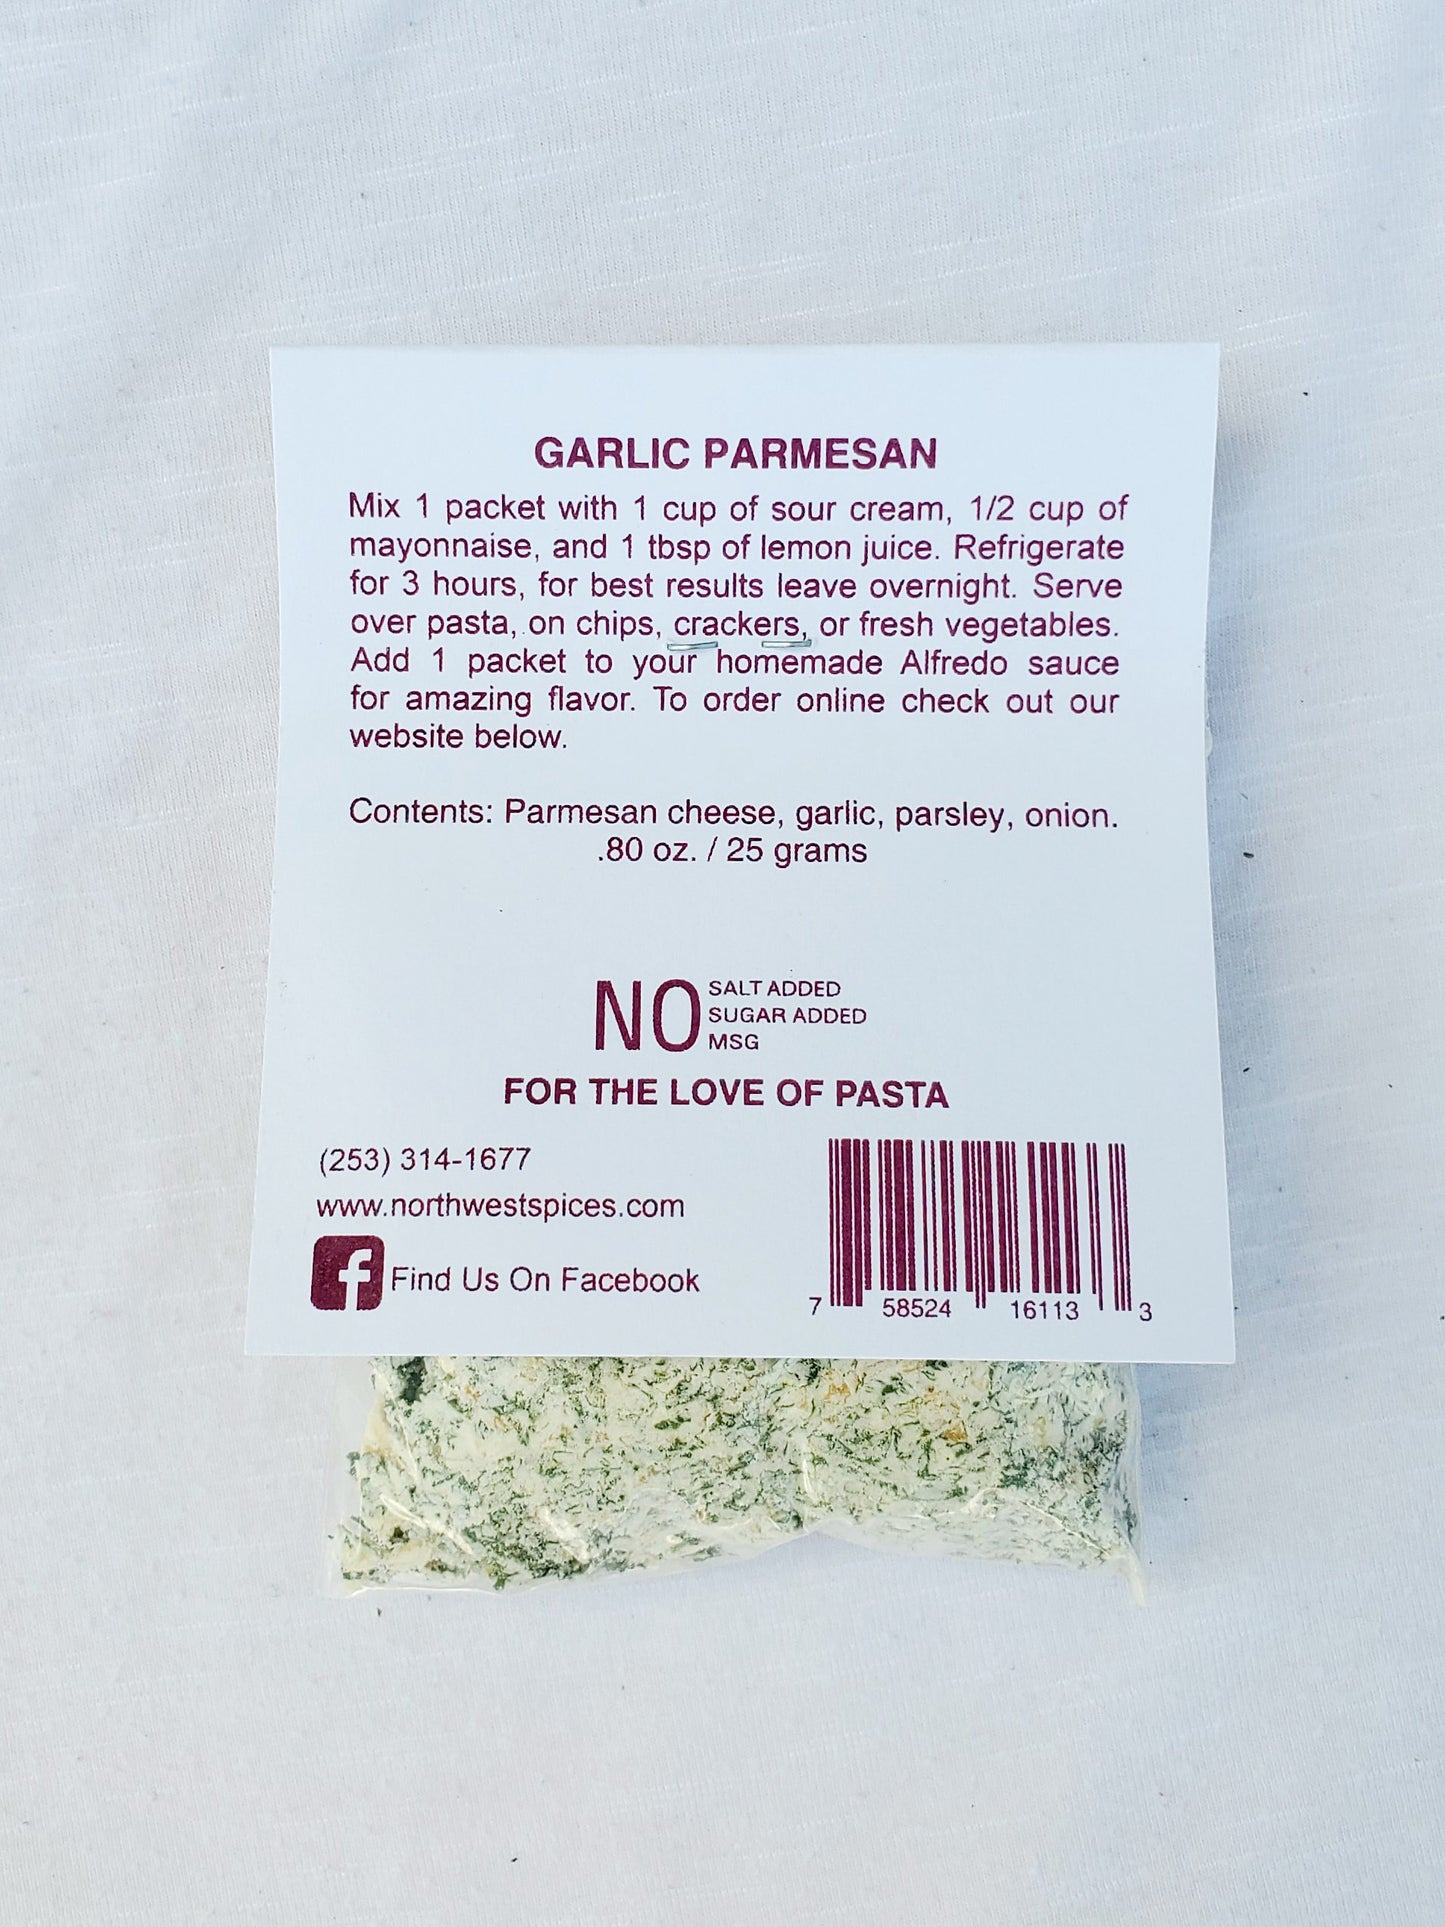 GARLIC PARMESAN
Mix 1 packet with 1 cup of sour cream, 1/2 cup of
mayonnaise, and 1 tbsp of lemon juice. Refrigerate
for 3 hours, for best results leave overnight. Serve
over pasta, on chips, crackers, or fresh vegetables.
Add 1 packet to your homemade Alfredo sauce
for amazing flavor. To order online check out our
website below.
Contents: Parmesan cheese, garlic, parsley, onion.
.80 oz. / 25 grams
NO SALT ADDED
SUGAR ADDED
MSG
FOR THE LOVE OF PASTA
(253) 314-1677
www.northwestspices.com
f Find Us On Facebook
7 58524 16113 3